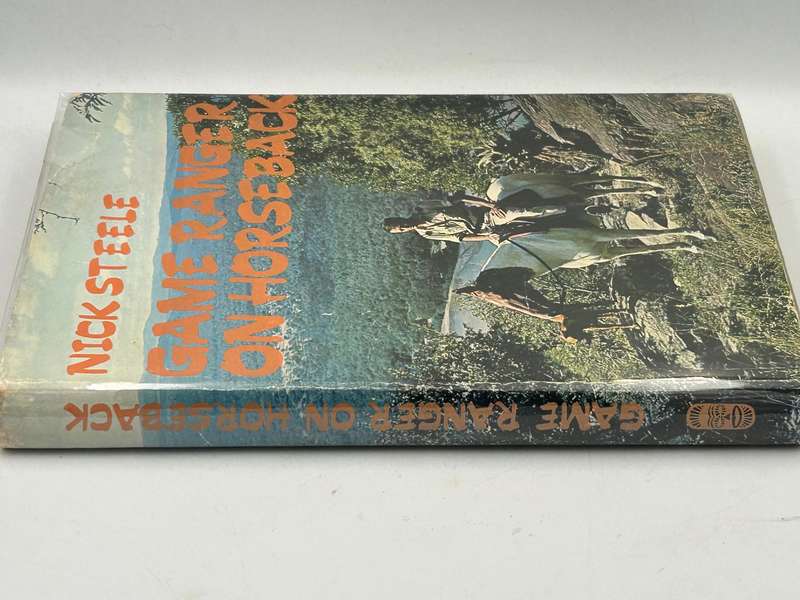 NICK STEELE
GAME RANGER
ON HORSEBACK
GAME RANGER ON HORSEBACK